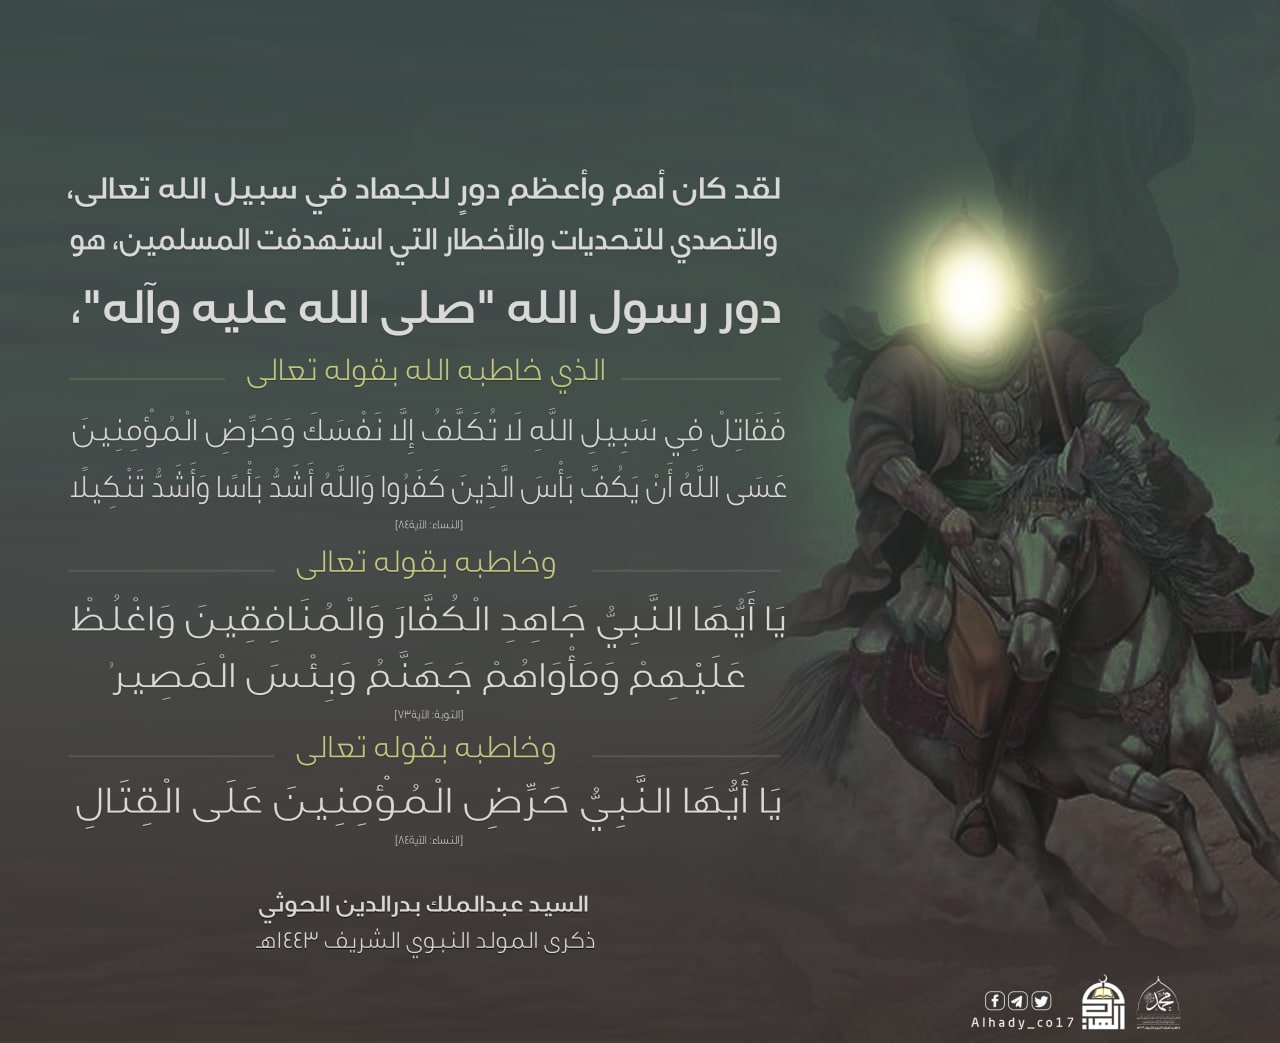 لقد كان أهم وأعظم دورٍ للجهاد في سبيل الله تعالى،
والتصدي للتحديات والأخطار التي استهدفت المسلمين، هو
دور رسول الله "صلى الله عليه وآله"،
الذي خاطبه الله بقوله تعالى
فَقَاتِلْ فِي سَبِيلِ اللَّهِ لَا تُكَلَّفُ إِلَّا نَفْسَكَ وَحَرِّضِ الْمُؤْمِنِينَ
عَسَى اللَّهُ أَنْ يَكُفَّ بَأْسَ الَّذِينَ كَفَرُوا وَاللَّهُ أَشَدُّ بَأْسًا وَأَشَدُّ تَنْكِيلًا
[النساء: الآية٨٤]
وخاطبه بقوله تعالى
يَا أَيُّهَا النَّبِيُّ جَاهِدِ الْكُفَّارَ وَالْمُنَافِقِينَ وَاغْلُظْ
عَلَيْهِمْ وَمَأْوَاهُمْ جَهَنَّمُ وَبِئْسَ الْمَصِيرُ
[التوبة: الآية٧٣]
وخاطبه بقوله تعالى
يَا أَيُّهَا النَّبِيُّ حَرِّضِ الْمُؤْمِنِينَ عَلَى الْقِتَالِ
[النساء: الآية٨٤]
السيد عبدالملك بدرالدين الحوثي
ذكرى المولد النبوي الشريف ١٤٤٣هـ
Alhady_co17
محمد